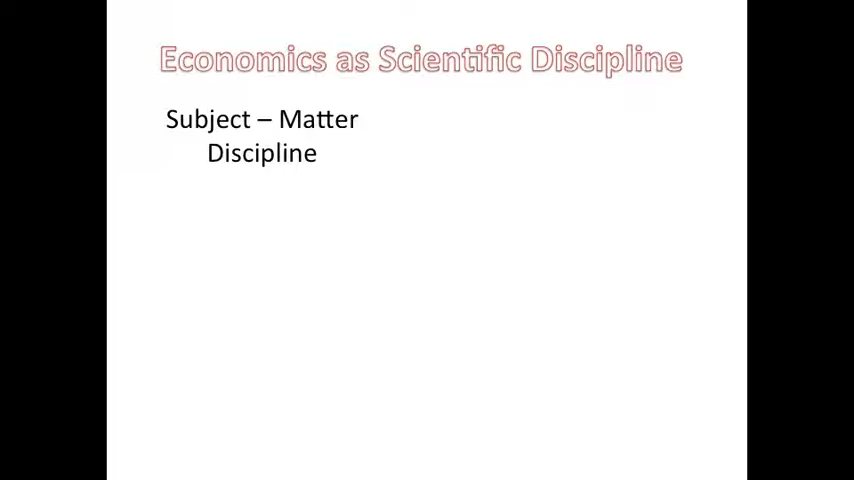 Economics as Scientific Discipline
Subject – Matter
Discipline